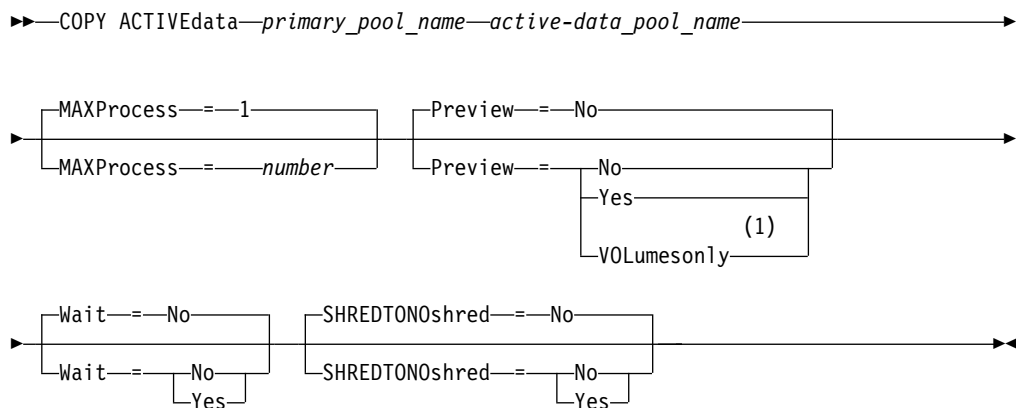 COPY ACTIVEdata primary_pool_name active-data_pool_name
MAXProcess = 1 Preview = No
MAXProcess = number Preview = No
Yes
(1)
VOLumesonly
Wait = No SHREDTONOshred = No
Wait = No SHREDTONOshred = No
Yes Yes